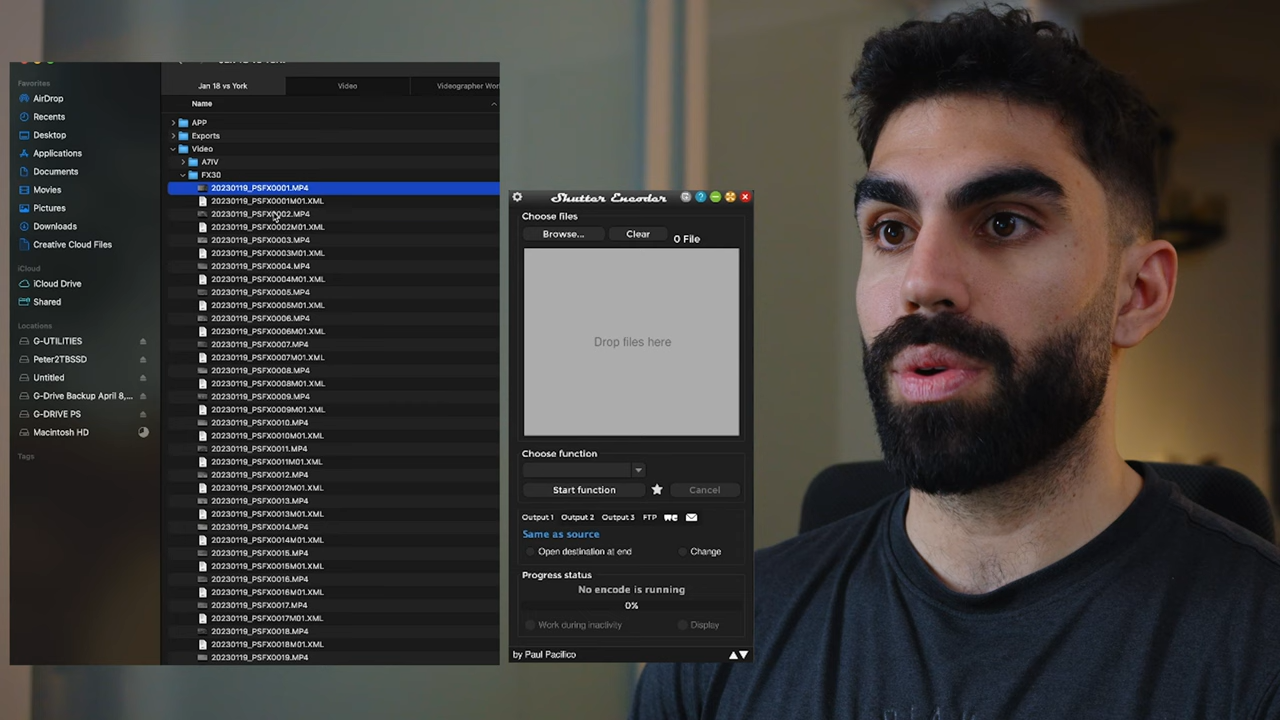 Favorites
AirDrop
Recents
Desktop
Applications
Documents
Movies
Pictures
Downloads
Creative Cloud Files
iCloud
iCloud Drive
Shared
Locations
G-UTILITIES
Peter2TBSSD
Untitled
G-Drive Backup April 8,...
G-DRIVE PS
Macintosh HD
Tags
Jan 18 vs York
Video
Videographer Wor
Name
APP
Exports
Video
A7IV
FX30
20230119_PSFX0001.MP4
20230119_PSFX0001M01.XML
20230119_PSFX0002.MP4
20230119_PSFX0002M01.XML
20230119_PSFX0003.MP4
20230119_PSFX0003M01.XML
20230119_PSFX0004.MP4
20230119_PSFX0004M01.XML
20230119_PSFX0005.MP4
20230119_PSFX0005M01.XML
20230119_PSFX0006.MP4
20230119_PSFX0006M01.XML
20230119_PSFX0007.MP4
20230119_PSFX0007M01.XML
20230119_PSFX0008.MP4
20230119_PSFX0008M01.XML
20230119_PSFX0009.MP4
20230119_PSFX0009M01.XML
20230119_PSFX0010.MP4
20230119_PSFX0010M01.XML
20230119_PSFX0011.MP4
20230119_PSFX0011M01.XML
20230119_PSFX0012.MP4
20230119_PSFX0012M01.XML
20230119_PSFX0013.MP4
20230119_PSFX0013M01.XML
20230119_PSFX0014.MP4
20230119_PSFX0014M01.XML
20230119_PSFX0015.MP4
20230119_PSFX0015M01.XML
20230119_PSFX0016.MP4
20230119_PSFX0016M01.XML
20230119_PSFX0017.MP4
20230119_PSFX0017M01.XML
20230119_PSFX0018.MP4
20230119_PSFX0018M01.XML
20230119_PSFX0019.MP4
Shutter Encoder
Choose files
Browse... Clear 0 File
Drop files here
Choose function
Start function Cancel
Output 1 Output 2 Output 3 FTP
Same as source
Open destination at end Change
Progress status
No encode is running
0%
Work during inactivity Display
by Paul Pacifico